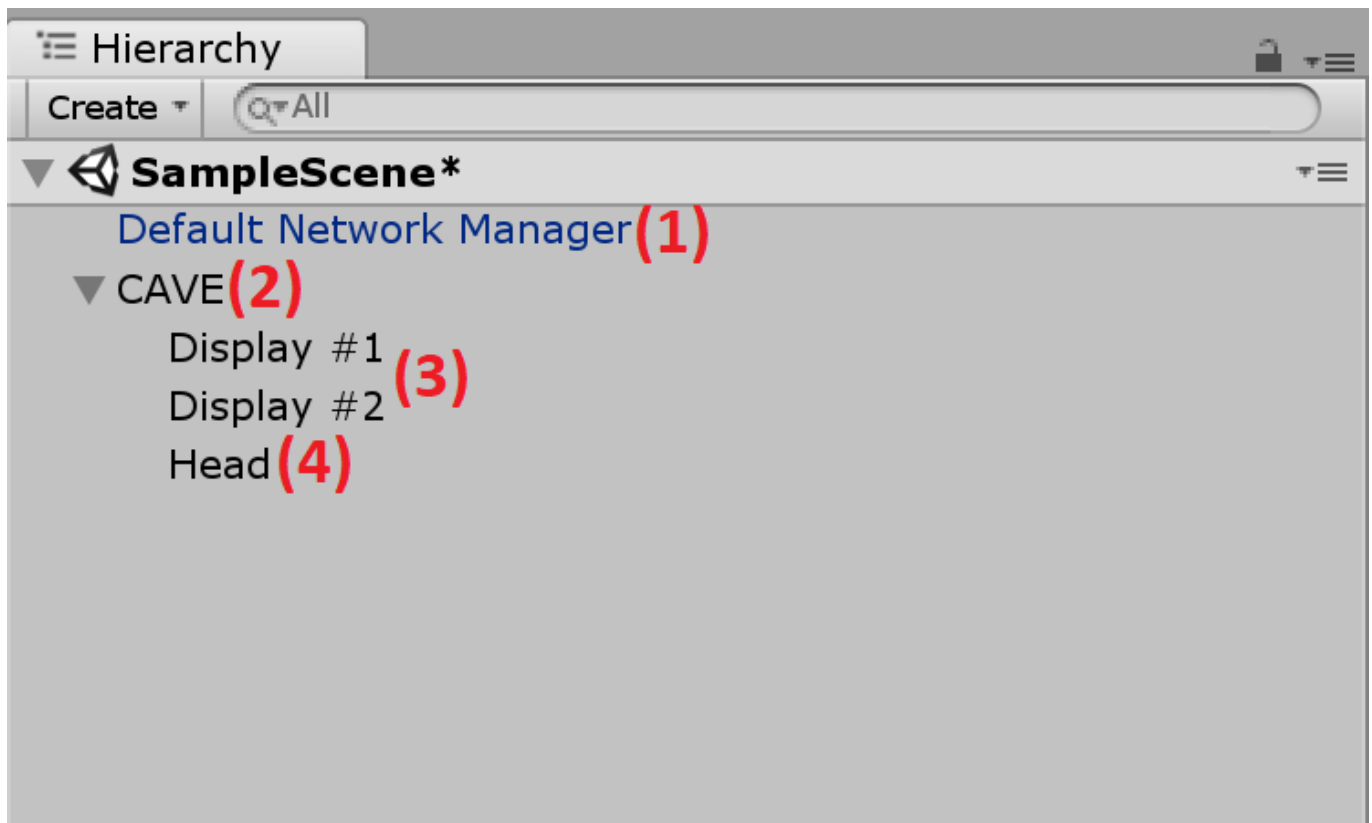 Hierarchy
Create All
SampleScene*
Default Network Manager(1)
CAVE(2)
Display #1
(3)
Display #2
Head(4)